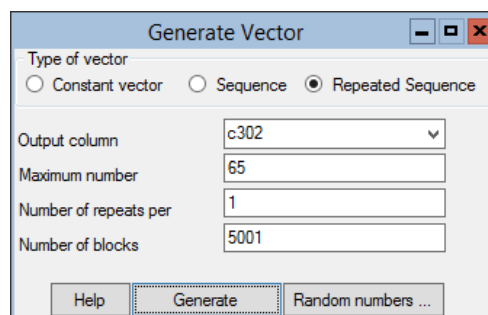 Generate Vector
Type of vector
Constant vector Sequence Repeated Sequence
Output column c302
Maximum number 65
Number of repeats per 1
Number of blocks 5001
Help Generate Random numbers ...